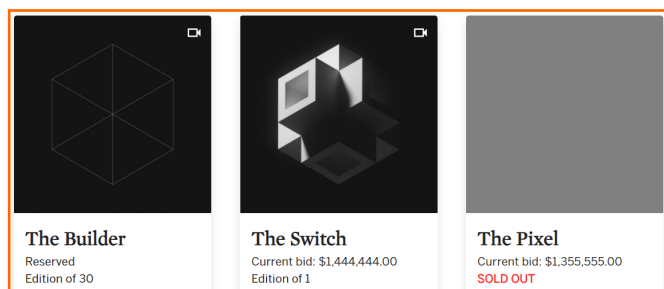 The Builder
Reserved
Edition of 30
The Switch
Current bid: $1,444,444.00
Edition of 1
The Pixel
Current bid: $1,355,555.00
SOLD OUT